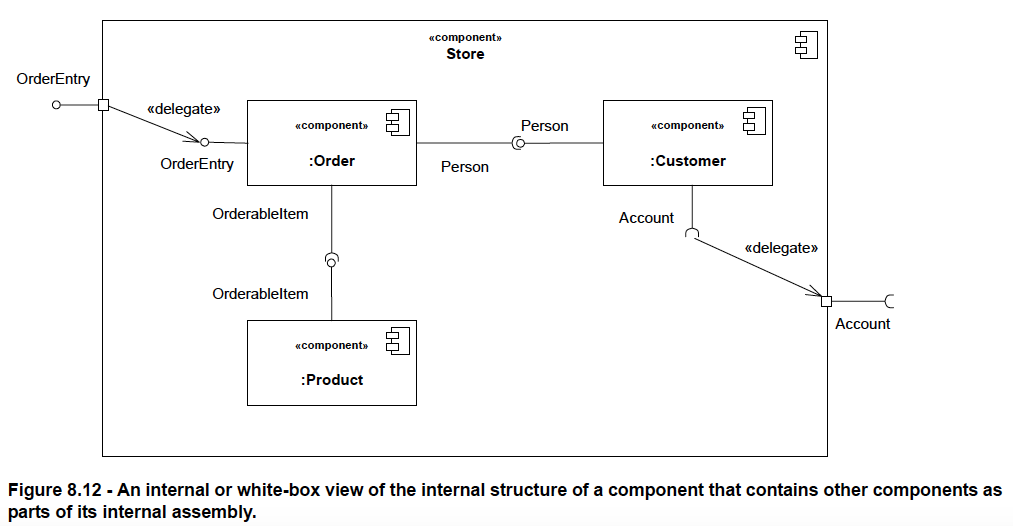 «component»
Store
OrderEntry
«delegate»
OrderEntry
«component»
:Order
Person
Person
«component»
:Customer
OrderableItem
Account
«delegate»
OrderableItem
Account
«component»
:Product
Figure 8.12 - An internal or white-box view of the internal structure of a component that contains other components as
parts of its internal assembly.